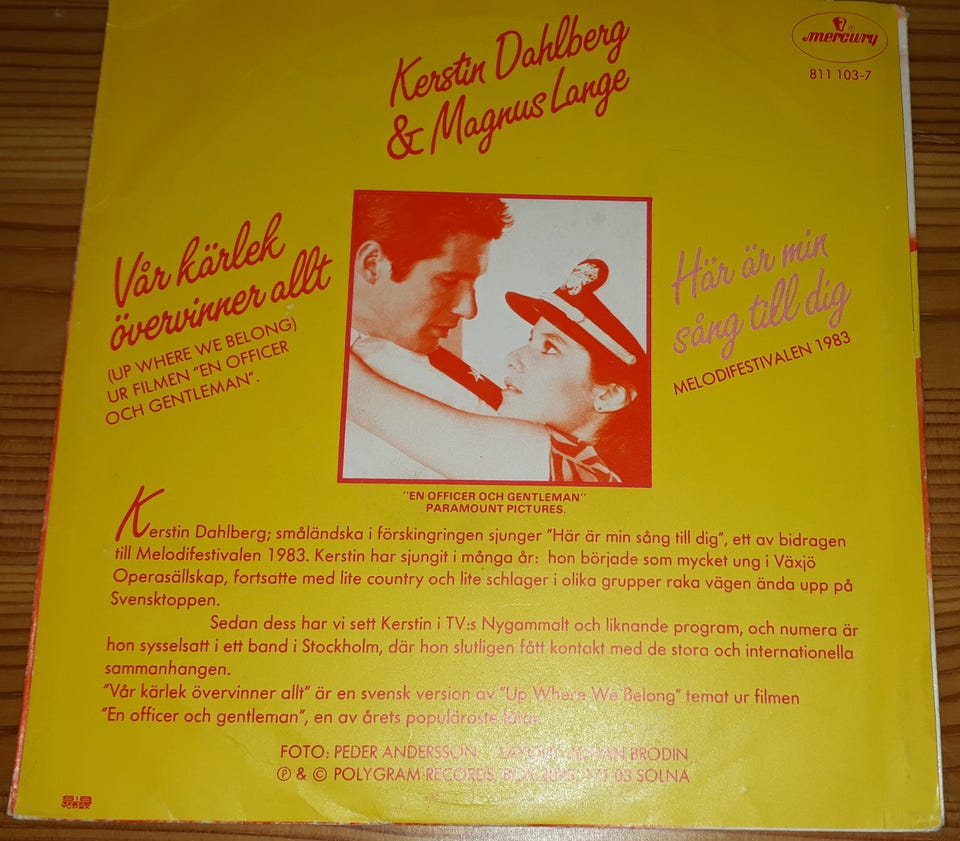 Kerstin Dahlberg
& Magnus Lange
mercury
811 103-7
Vår kärlek
övervinner allt
(UP WHERE WE BELONG)
UR FILMEN "EN OFFICER
OCH GENTLEMAN".
Här är min
sång till dig
MELODIFESTIVALEN 1983
"EN OFFICER OCH GENTLEMAN"
PARAMOUNT PICTURES.
Kerstin Dahlberg; småländska i förskingringen sjunger "Här är min sång till dig", ett av bidragen
till Melodifestivalen 1983. Kerstin har sjungit i många år: hon började som mycket ung i Växjö
Operasällskap, fortsatte med lite country och lite schlager i olika grupper raka vägen ända upp på
Svensktoppen.
Sedan dess har vi sett Kerstin i TV:s Nygammalt och liknande program, och numera är
hon sysselsatt i ett band i Stockholm, där hon slutligen fått kontakt med de stora och internationella
sammanhangen.
"Vår kärlek övervinner allt" är en svensk version av "Up Where We Belong" temat ur filmen
"En officer och gentleman", en av årets populäraste låtar.
FOTO: PEDER ANDERSSON BRODIN
℗ & © POLYGRAM RECORDS, BOX 171 03 SOLNA